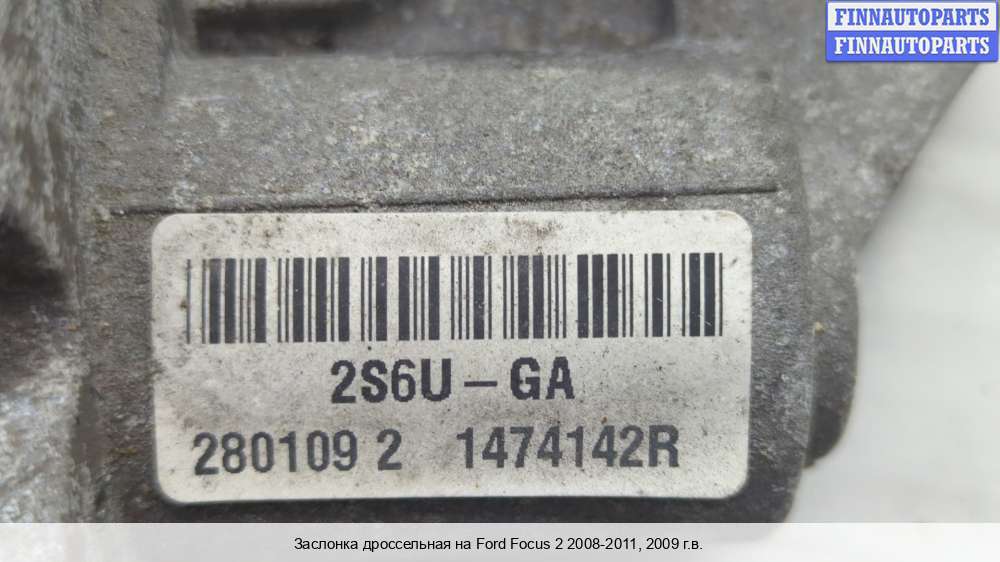 FINNAUTOPARTS
FINNAUTOPARTS
2S6U-GA
280109 2 1474142R
Заслонка дроссельная на Ford Focus 2 2008-2011, 2009 г.в.